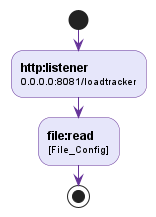 http:listener
0.0.0.0:8081/loadtracker
file:read
[File_Config]